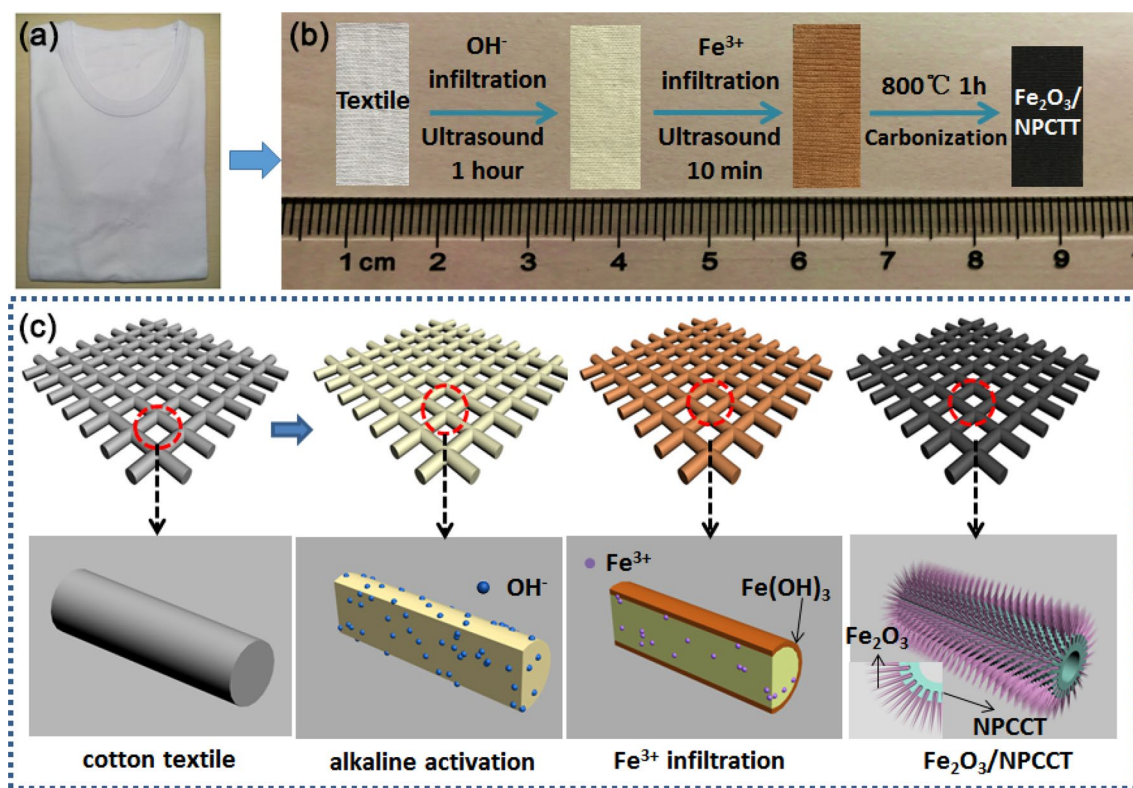 (a)
(b)
Textile
OH⁻
infiltration
Ultrasound
1 hour
Fe³⁺
infiltration
Ultrasound
10 min
800℃ 1h
Carbonization
Fe₂O₃/
NPCTT
1 cm 2 3 4 5 6 7 8 9
(c)
OH⁻
Fe³⁺
Fe(OH)₃
Fe₂O₃
NPCCT
cotton textile
alkaline activation
Fe³⁺ infiltration
Fe₂O₃/NPCCT